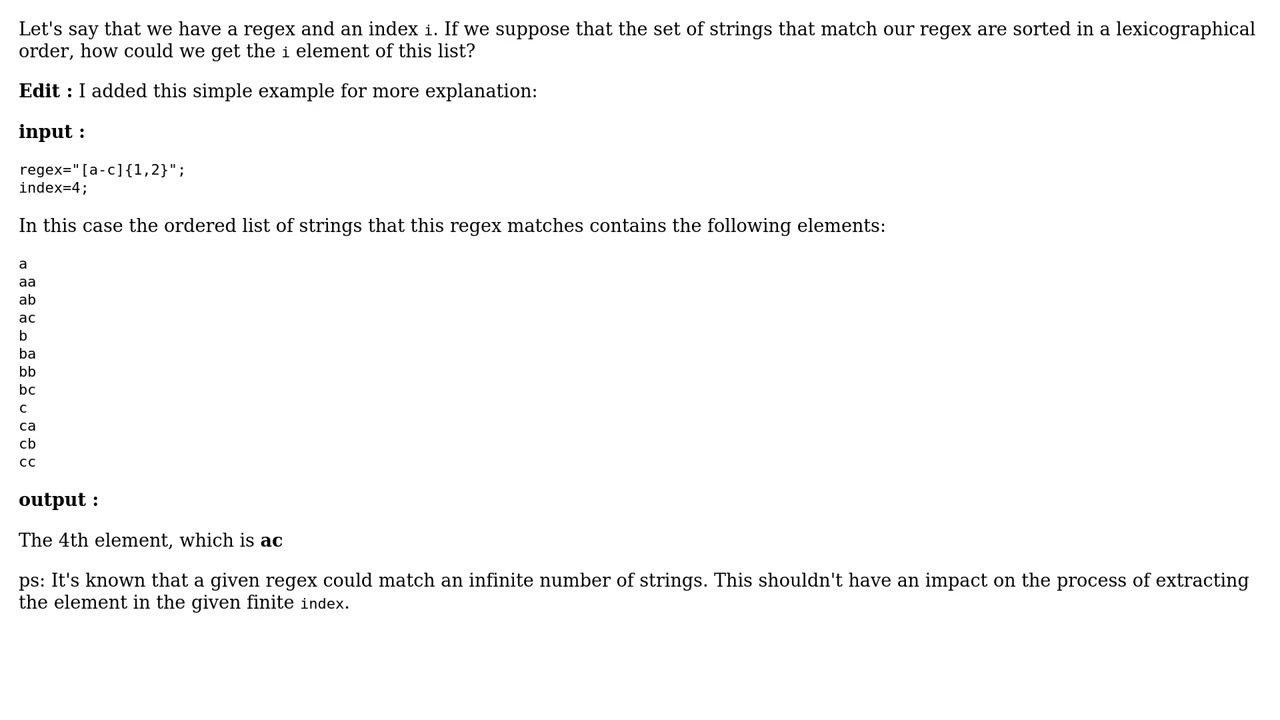 Let's say that we have a regex and an index i. If we suppose that the set of strings that match our regex are sorted in a lexicographical
order, how could we get the i element of this list?
Edit : I added this simple example for more explanation:
input :
regex="[a-c]{1,2}";
index=4;
In this case the ordered list of strings that this regex matches contains the following elements:
a
aa
ab
ac
b
ba
bb
bc
c
ca
cb
cc
output :
The 4th element, which is ac
ps: It's known that a given regex could match an infinite number of strings. This shouldn't have an impact on the process of extracting
the element in the given finite index.